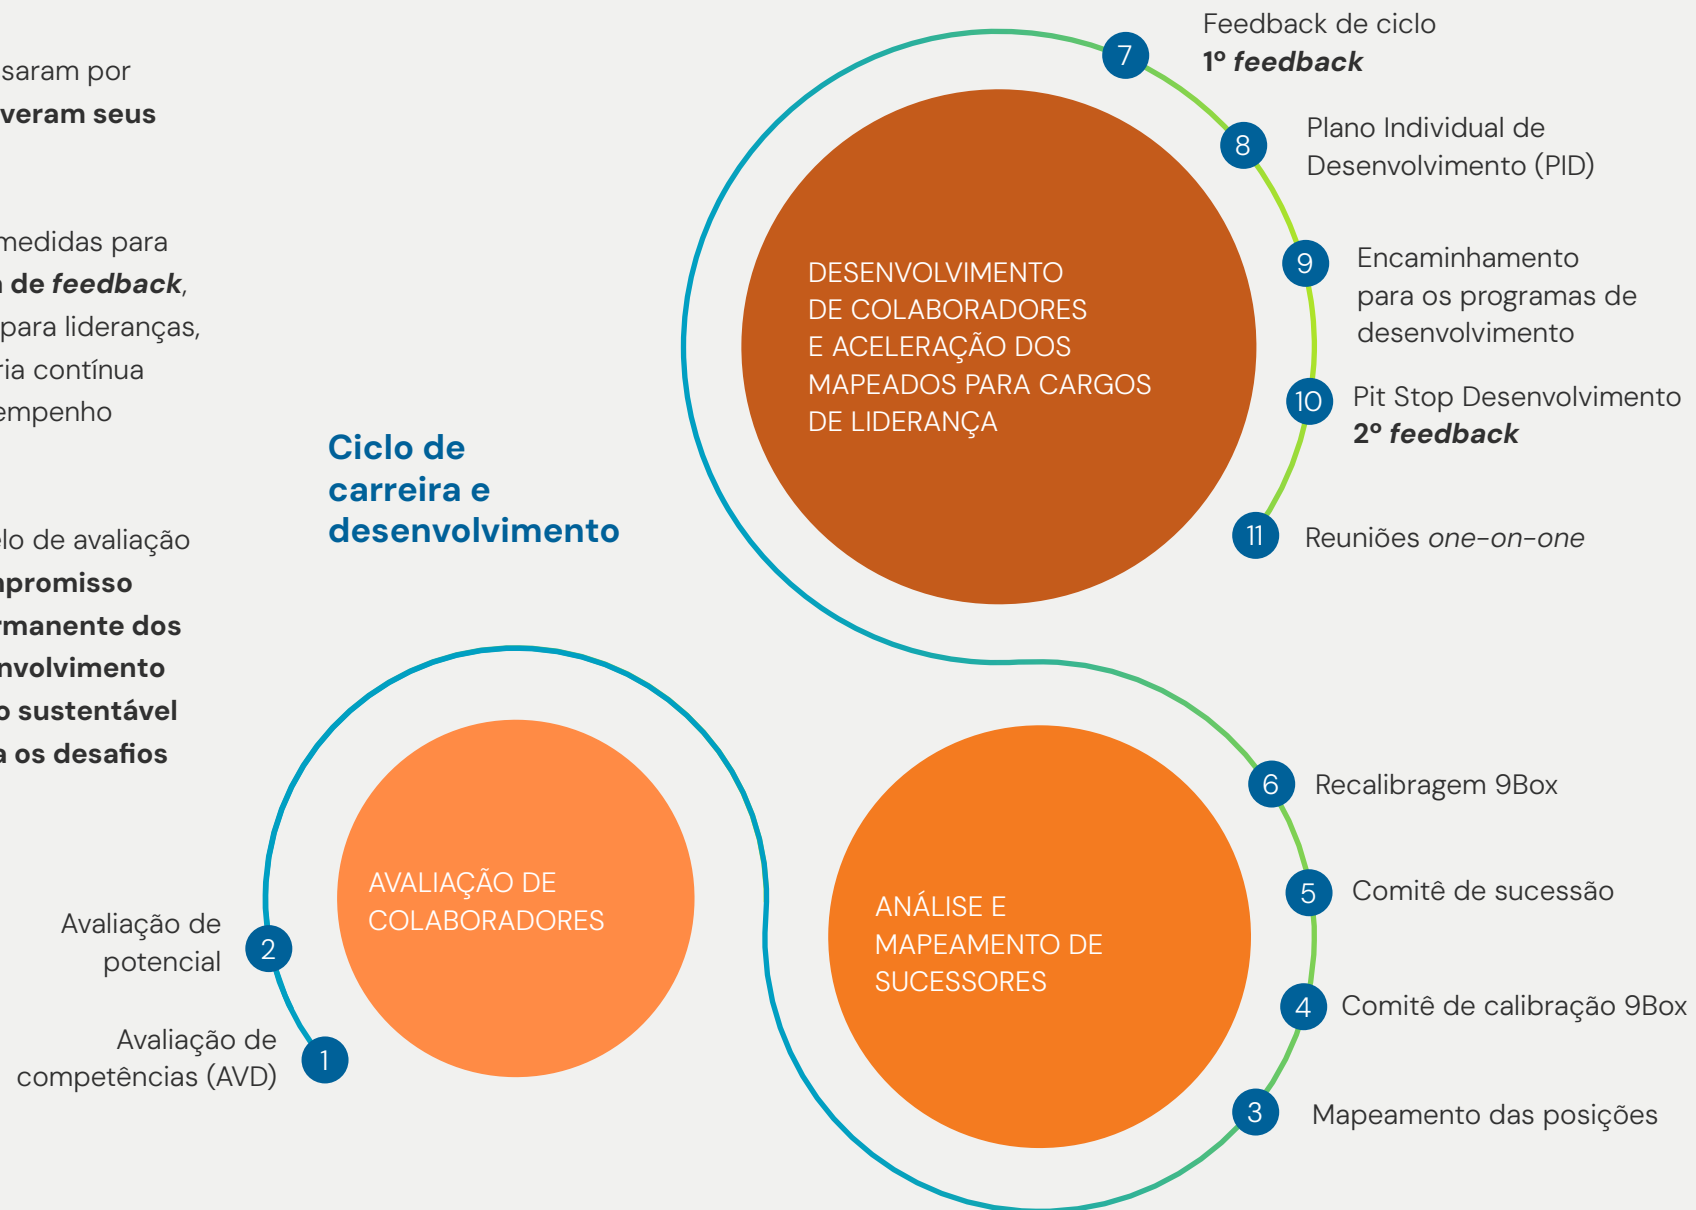 saram por
veram seus
medidas para
de feedback,
para lideranças,
ria contínua
empenho
elo de avaliação
mpromisso
rmanente dos
nvolvimento
o sustentável
a os desafios
Ciclo de
carreira e
desenvolvimento
AVALIAÇÃO DE
COLABORADORES
1
Avaliação de
competências (AVD)
2
Avaliação de
potencial
ANÁLISE E
MAPEAMENTO DE
SUCESSORES
3
Mapeamento das posições
4
Comitê de calibração 9Box
5
Comitê de sucessão
6
Recalibragem 9Box
DESENVOLVIMENTO
DE COLABORADORES
E ACELERAÇÃO DOS
MAPEADOS PARA CARGOS
DE LIDERANÇA
7
Feedback de ciclo
1º feedback
8
Plano Individual de
Desenvolvimento (PID)
9
Encaminhamento
para os programas de
desenvolvimento
10
Pit Stop Desenvolvimento
2º feedback
11
Reuniões one-on-one